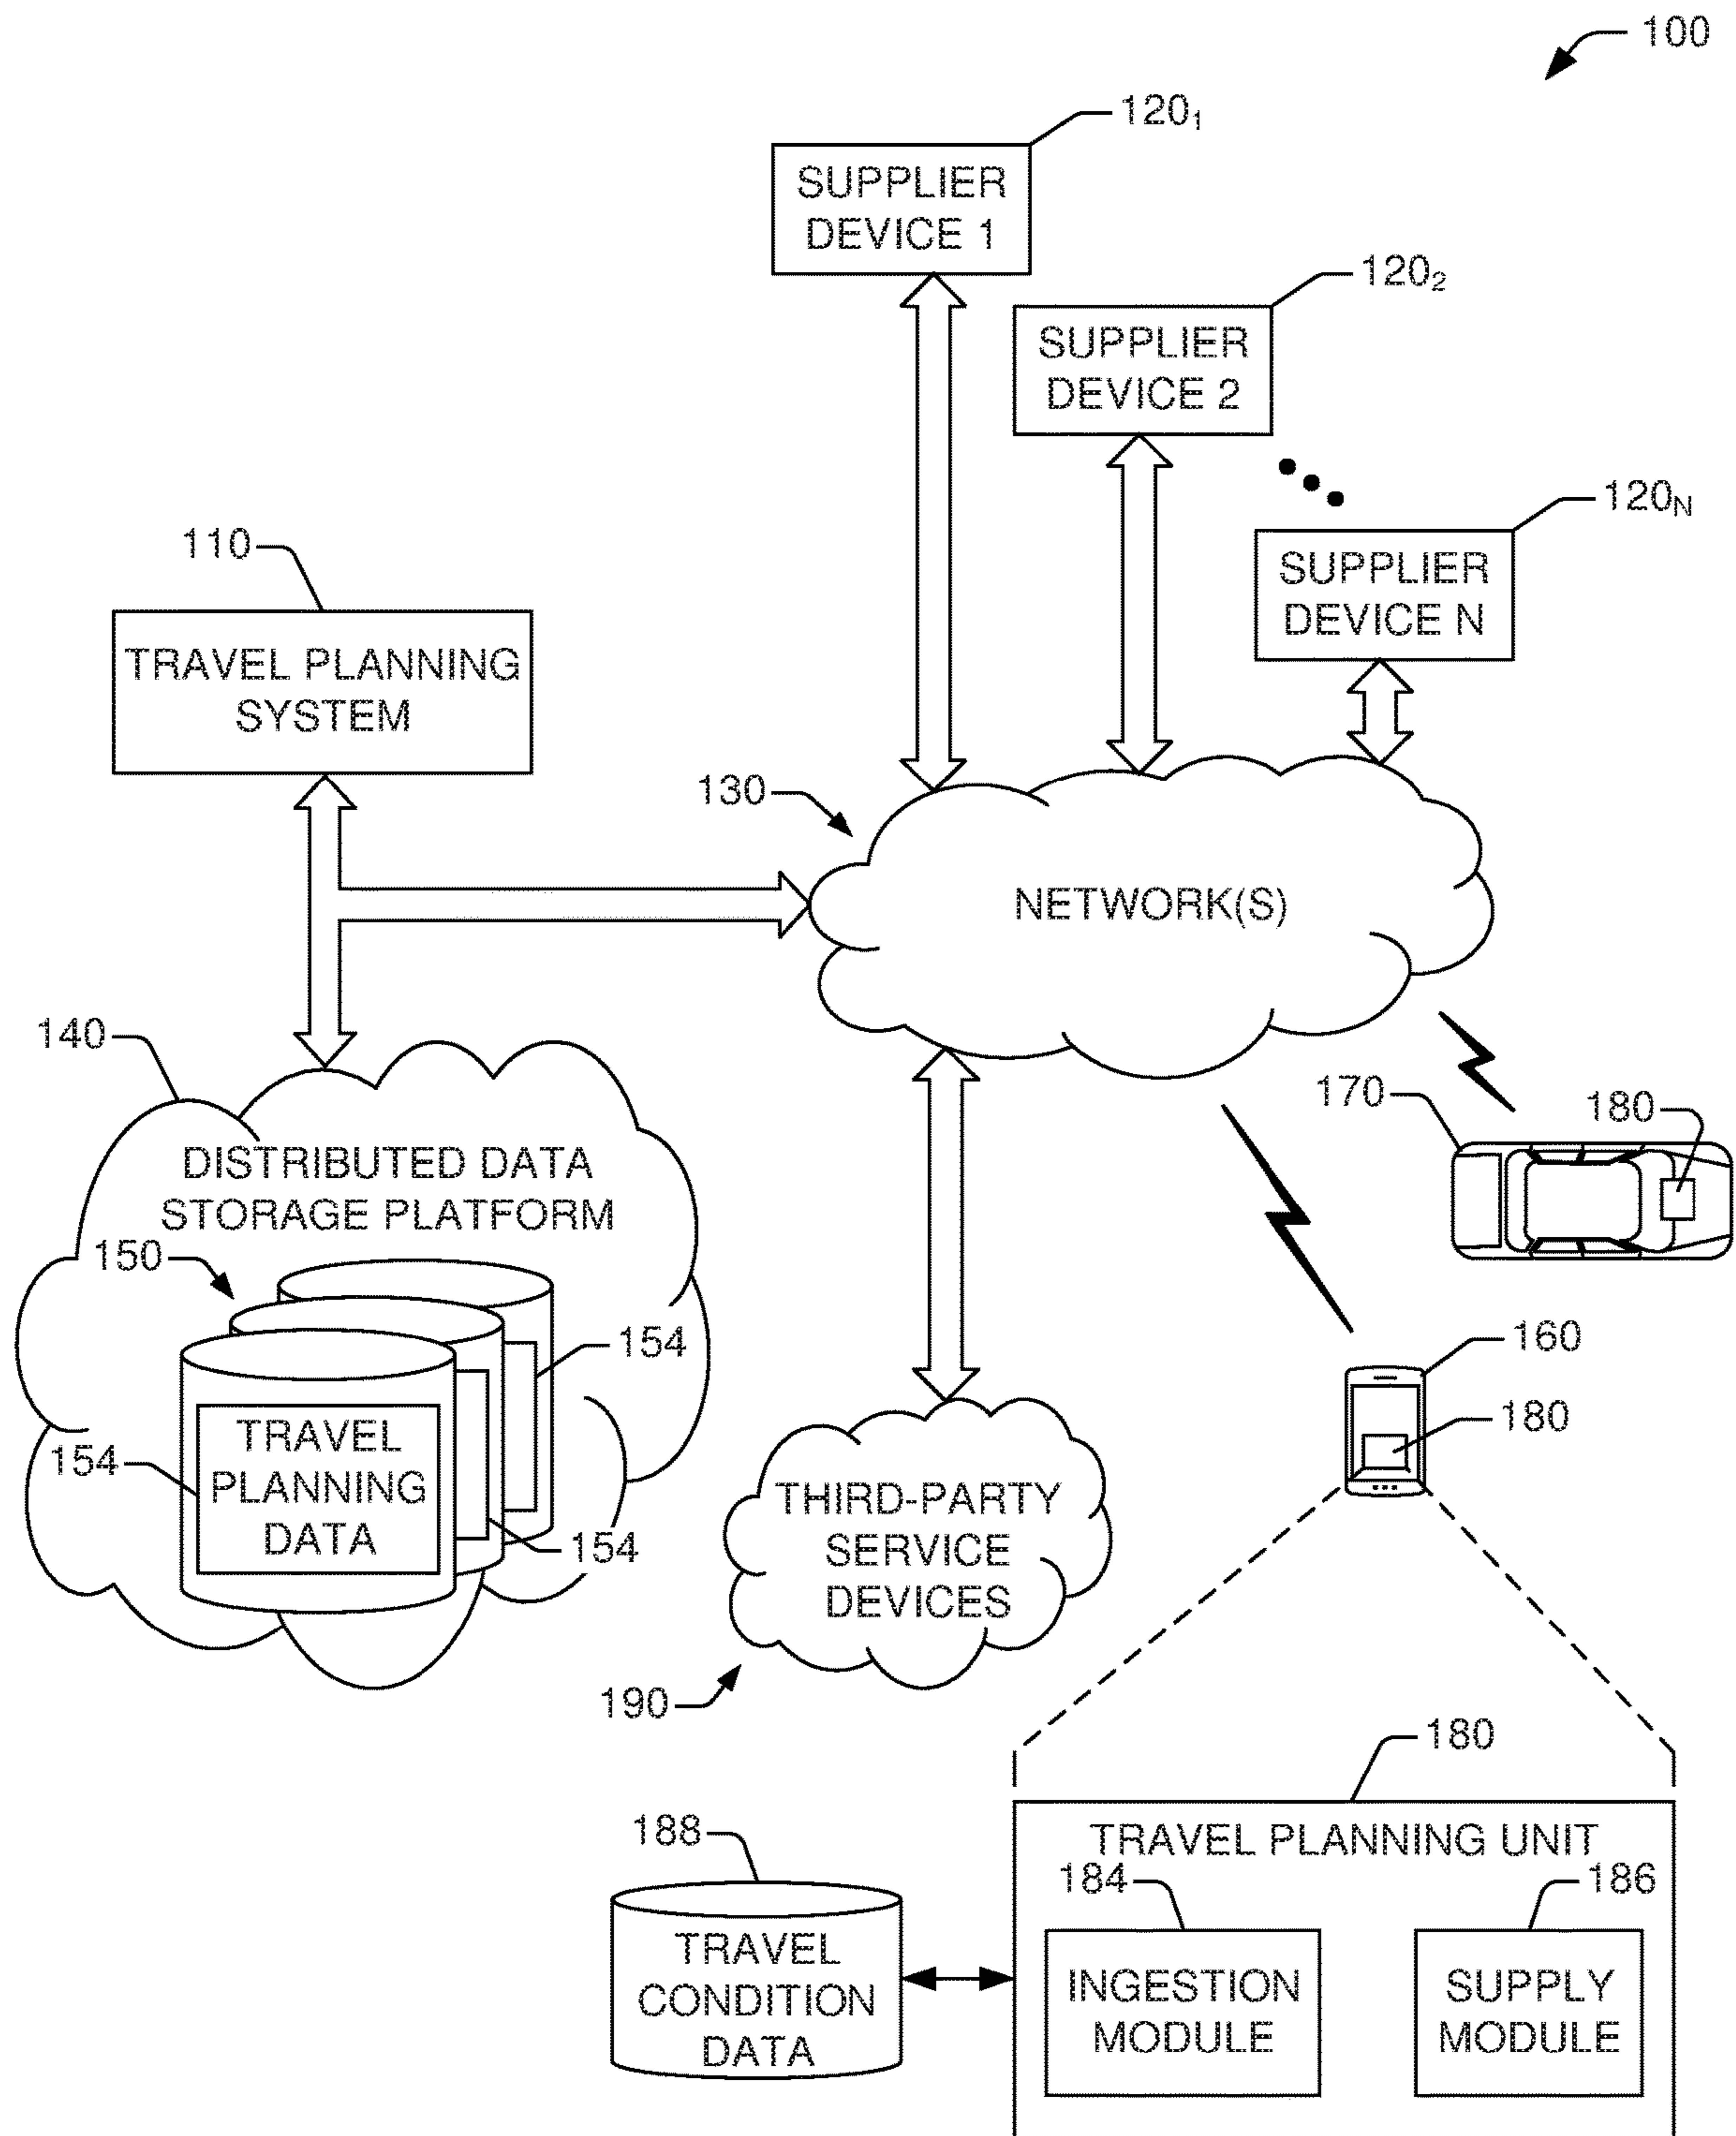 100
120₁
SUPPLIER
DEVICE 1
120₂
SUPPLIER
DEVICE 2
120N
SUPPLIER
DEVICE N
110
TRAVEL PLANNING
SYSTEM
130
NETWORK(S)
140
DISTRIBUTED DATA
STORAGE PLATFORM
150
154
154
TRAVEL
PLANNING
DATA
154
170
180
160
180
THIRD-PARTY
SERVICE
DEVICES
190
180
TRAVEL PLANNING UNIT
184
186
INGESTION
MODULE
SUPPLY
MODULE
188
TRAVEL
CONDITION
DATA